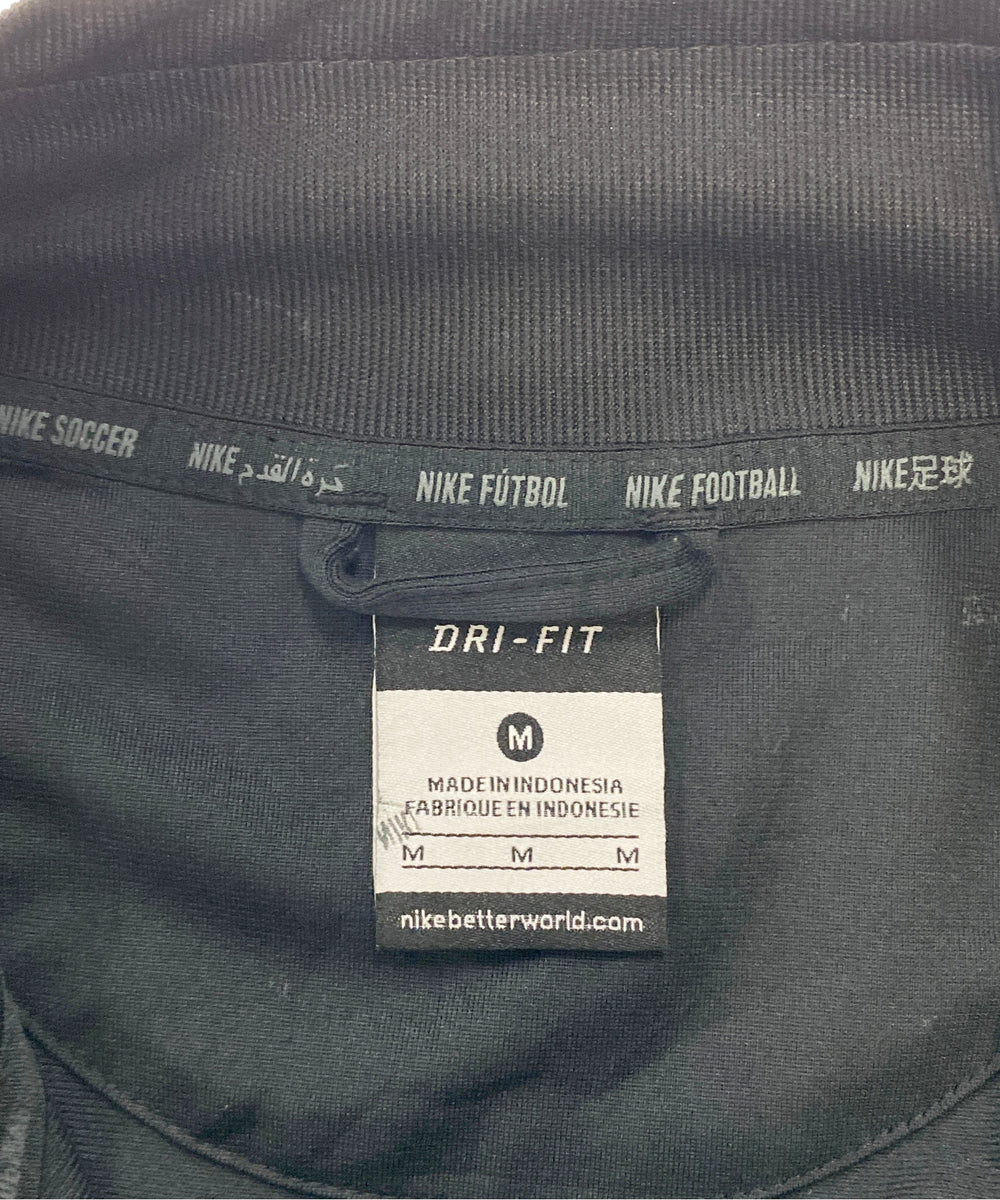 NIKE SOCCER
NIKE كرة القدم
NIKE FÚTBOL
NIKE FOOTBALL
NIKE足球
DRI-FIT
M
MADE IN INDONESIA
FABRIQUE EN INDONESIE
M M M
nikebetterworld.com